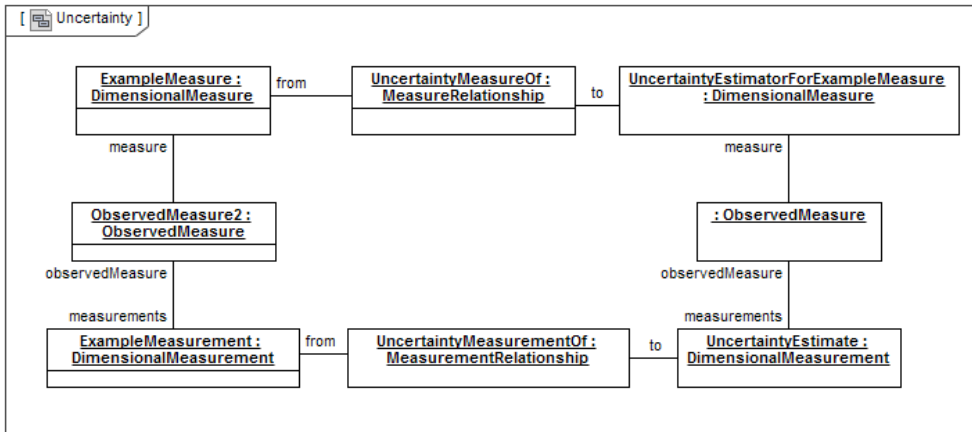 [ Uncertainty ]
ExampleMeasure :
DimensionalMeasure
from
UncertaintyMeasureOf :
MeasureRelationship
to
UncertaintyEstimatorForExampleMeasure
: DimensionalMeasure
measure
measure
ObservedMeasure2 :
ObservedMeasure
: ObservedMeasure
observedMeasure
observedMeasure
measurements
measurements
ExampleMeasurement :
DimensionalMeasurement
from
UncertaintyMeasurementOf :
MeasurementRelationship
to
UncertaintyEstimate :
DimensionalMeasurement